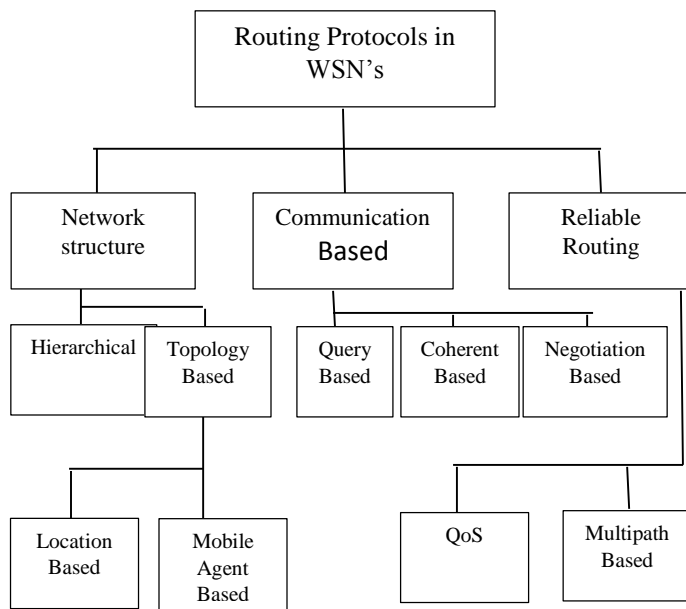 Routing Protocols in
WSN's
Network
structure
Communication
Based
Reliable
Routing
Hierarchical
Topology
Based
Query
Based
Coherent
Based
Negotiation
Based
Location
Based
Mobile
Agent
Based
QoS
Multipath
Based